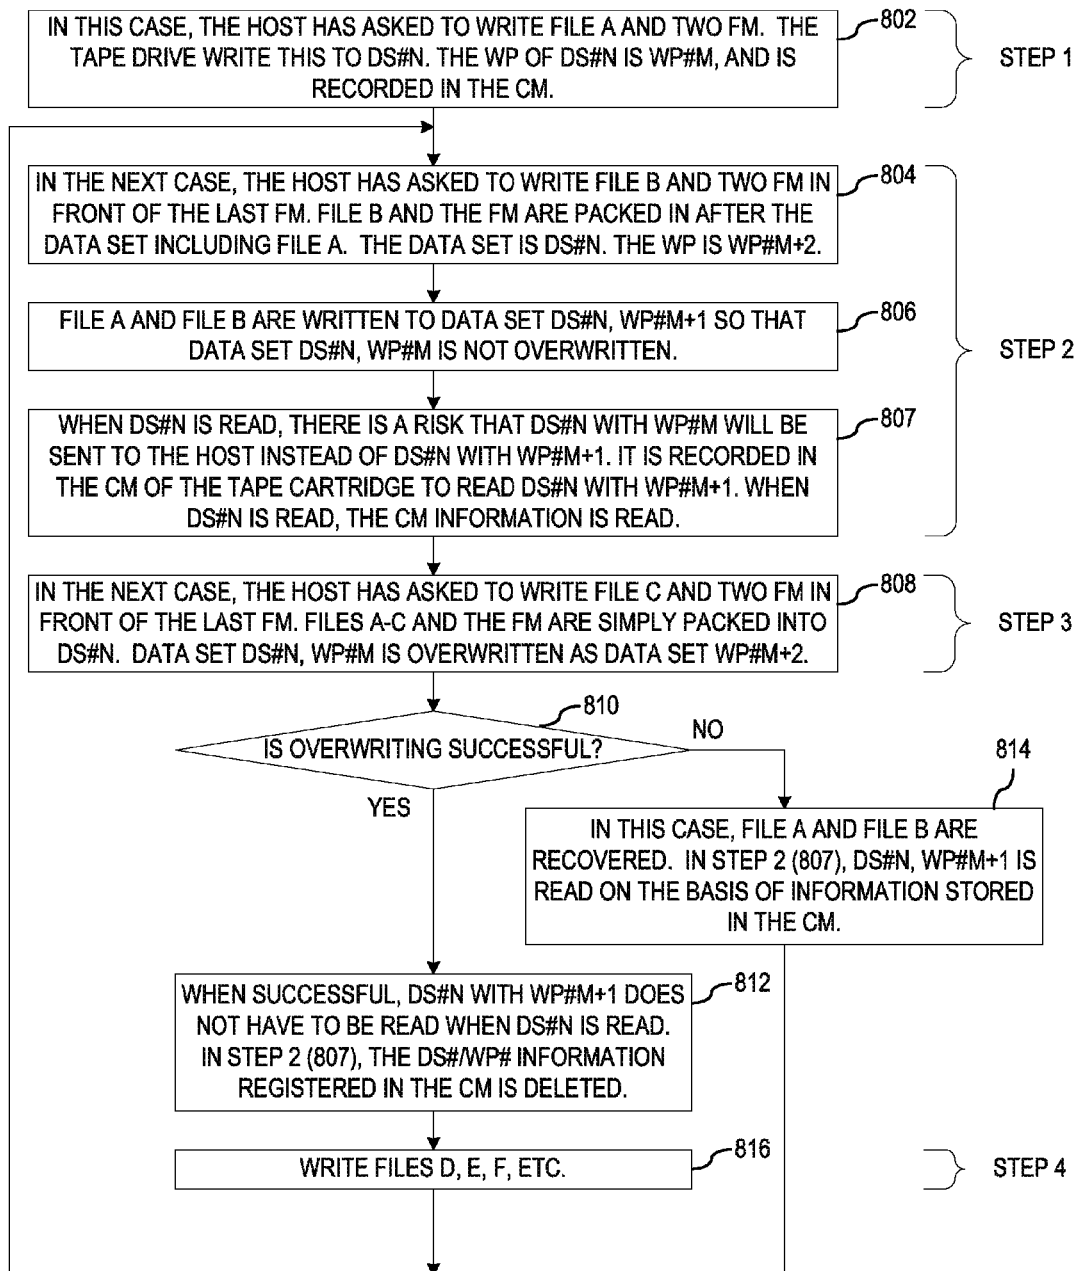 IN THIS CASE, THE HOST HAS ASKED TO WRITE FILE A AND TWO FM. THE
TAPE DRIVE WRITE THIS TO DS#N. THE WP OF DS#N IS WP#M, AND IS
RECORDED IN THE CM.
802
STEP 1
IN THE NEXT CASE, THE HOST HAS ASKED TO WRITE FILE B AND TWO FM IN
FRONT OF THE LAST FM. FILE B AND THE FM ARE PACKED IN AFTER THE
DATA SET INCLUDING FILE A. THE DATA SET IS DS#N. THE WP IS WP#M+2.
804
FILE A AND FILE B ARE WRITTEN TO DATA SET DS#N, WP#M+1 SO THAT
DATA SET DS#N, WP#M IS NOT OVERWRITTEN.
806
STEP 2
WHEN DS#N IS READ, THERE IS A RISK THAT DS#N WITH WP#M WILL BE
SENT TO THE HOST INSTEAD OF DS#N WITH WP#M+1. IT IS RECORDED IN
THE CM OF THE TAPE CARTRIDGE TO READ DS#N WITH WP#M+1. WHEN
DS#N IS READ, THE CM INFORMATION IS READ.
807
IN THE NEXT CASE, THE HOST HAS ASKED TO WRITE FILE C AND TWO FM IN
FRONT OF THE LAST FM. FILES A-C AND THE FM ARE SIMPLY PACKED INTO
DS#N. DATA SET DS#N, WP#M IS OVERWRITTEN AS DATA SET WP#M+2.
808
STEP 3
IS OVERWRITING SUCCESSFUL?
810
NO
YES
814
IN THIS CASE, FILE A AND FILE B ARE
RECOVERED. IN STEP 2 (807), DS#N, WP#M+1 IS
READ ON THE BASIS OF INFORMATION STORED
IN THE CM.
WHEN SUCCESSFUL, DS#N WITH WP#M+1 DOES
NOT HAVE TO BE READ WHEN DS#N IS READ.
IN STEP 2 (807), THE DS#/WP# INFORMATION
REGISTERED IN THE CM IS DELETED.
812
WRITE FILES D, E, F, ETC.
816
STEP 4